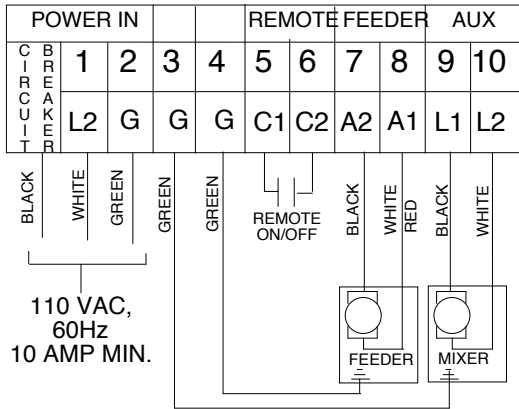 POWER IN REMOTE FEEDER AUX
CIRCUIT BREAKER 1 2 3 4 5 6 7 8 9 10
L2 G G G C1 C2 A2 A1 L1 L2
BLACK WHITE GREEN GREEN GREEN BLACK WHITE RED BLACK WHITE
REMOTE
ON/OFF
110 VAC,
60Hz
10 AMP MIN.
FEEDER MIXER